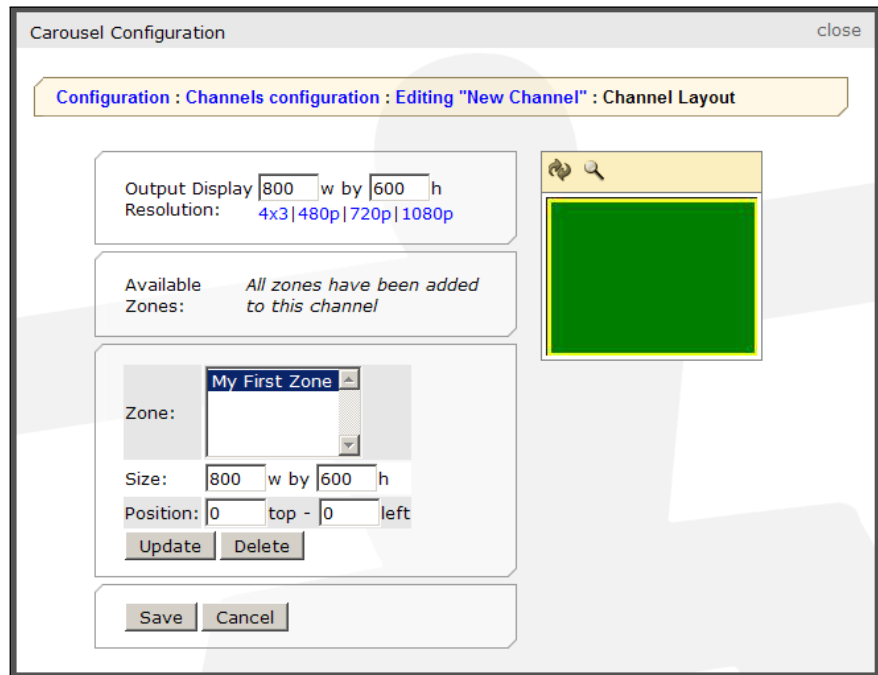 Carousel Configuration
close
Configuration : Channels configuration : Editing "New Channel" : Channel Layout
Output Display 800 w by 600 h
Resolution: 4x3|480p|720p|1080p
Available All zones have been added
Zones: to this channel
My First Zone
Zone:
Size: 800 w by 600 h
Position: 0 top - 0 left
Update Delete
Save Cancel